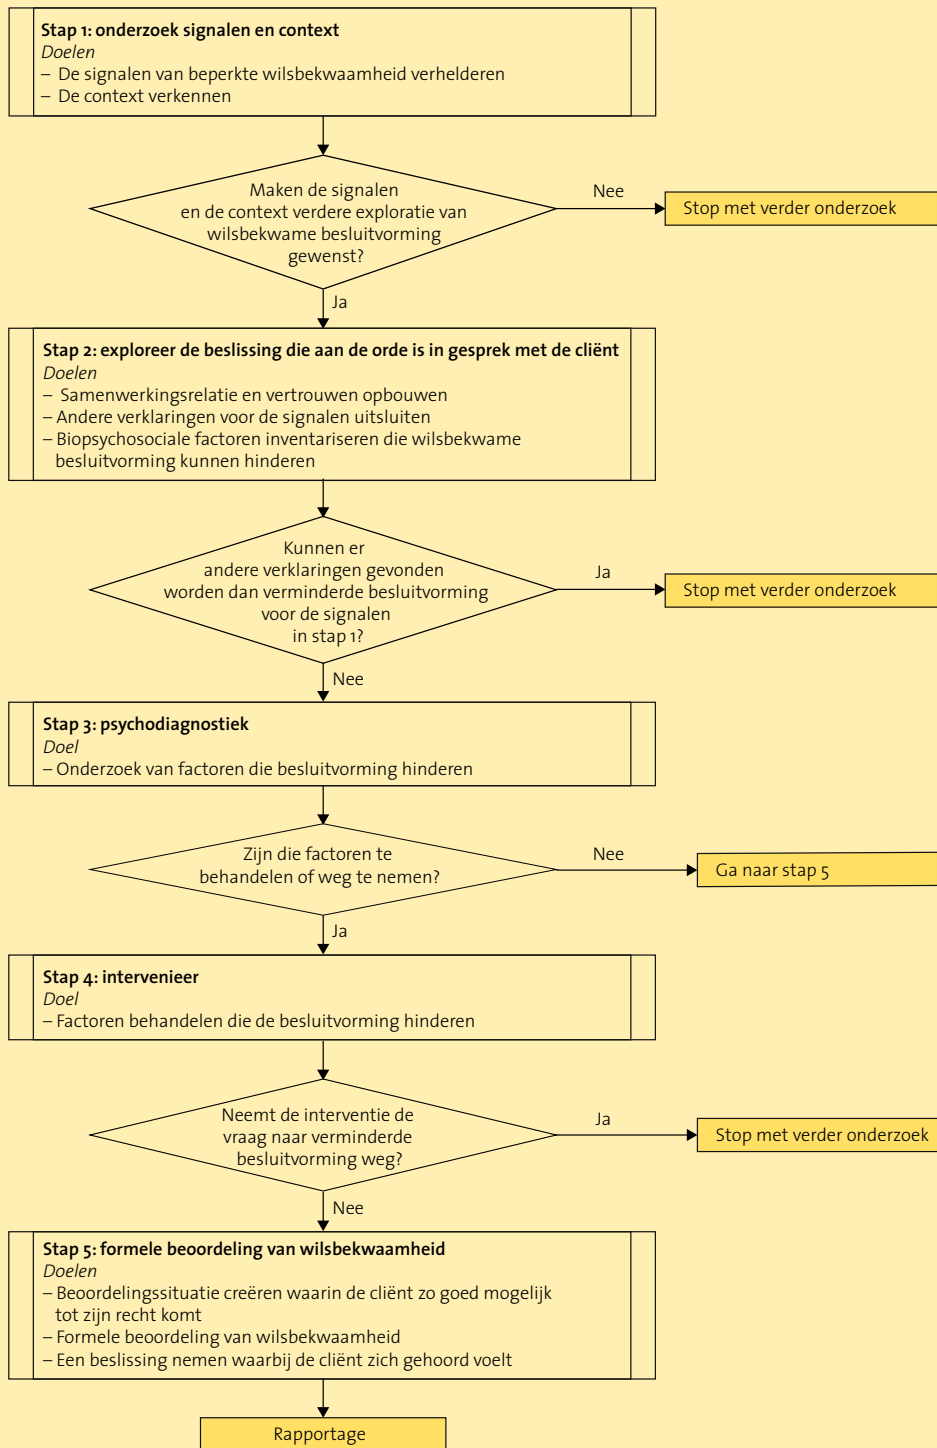 Stap 1: onderzoek signalen en context
Doelen
– De signalen van beperkte wilsbekwaamheid verhelderen
– De context verkennen
Maken de signalen
en de context verdere exploratie van
wilsbekwame besluitvorming
gewenst?
Nee
Stop met verder onderzoek
Ja
Stap 2: exploreer de beslissing die aan de orde is in gesprek met de cliënt
Doelen
– Samenwerkingsrelatie en vertrouwen opbouwen
– Andere verklaringen voor de signalen uitsluiten
– Biopsychosociale factoren inventariseren die wilsbekwame
besluitvorming kunnen hinderen
Kunnen er
andere verklaringen gevonden
worden dan verminderde besluitvorming
voor de signalen
in stap 1?
Ja
Stop met verder onderzoek
Nee
Stap 3: psychodiagnostiek
Doel
– Onderzoek van factoren die besluitvorming hinderen
Zijn die factoren te
behandelen of weg te nemen?
Nee
Ga naar stap 5
Ja
Stap 4: intervenieer
Doel
– Factoren behandelen die de besluitvorming hinderen
Neemt de interventie de
vraag naar verminderde
besluitvorming weg?
Ja
Stop met verder onderzoek
Nee
Stap 5: formele beoordeling van wilsbekwaamheid
Doelen
– Beoordelingssituatie creëren waarin de cliënt zo goed mogelijk
tot zijn recht komt
– Formele beoordeling van wilsbekwaamheid
– Een beslissing nemen waarbij de cliënt zich gehoord voelt
Rapportage